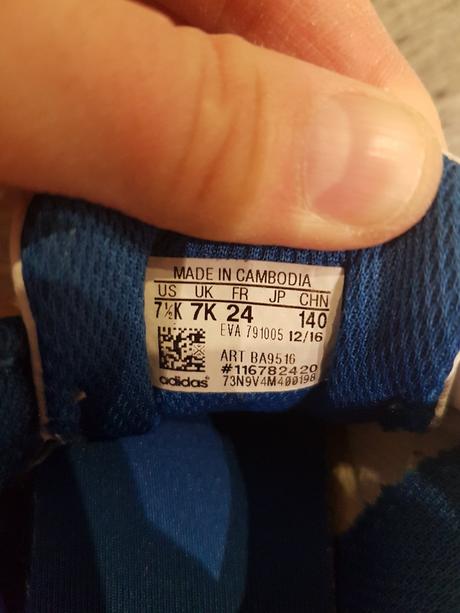 MADE IN CAMBODIA
US UK FR JP CHN
7½K 7K 24 140
EVA 791005 12/16
ART BA9516
#116782420
adidas 73N9V4M400198